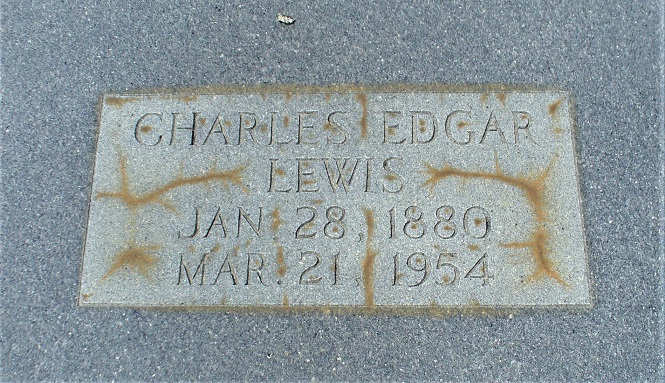 CHARLES EDGAR
LEWIS
JAN. 28, 1880
MAR. 21, 1954